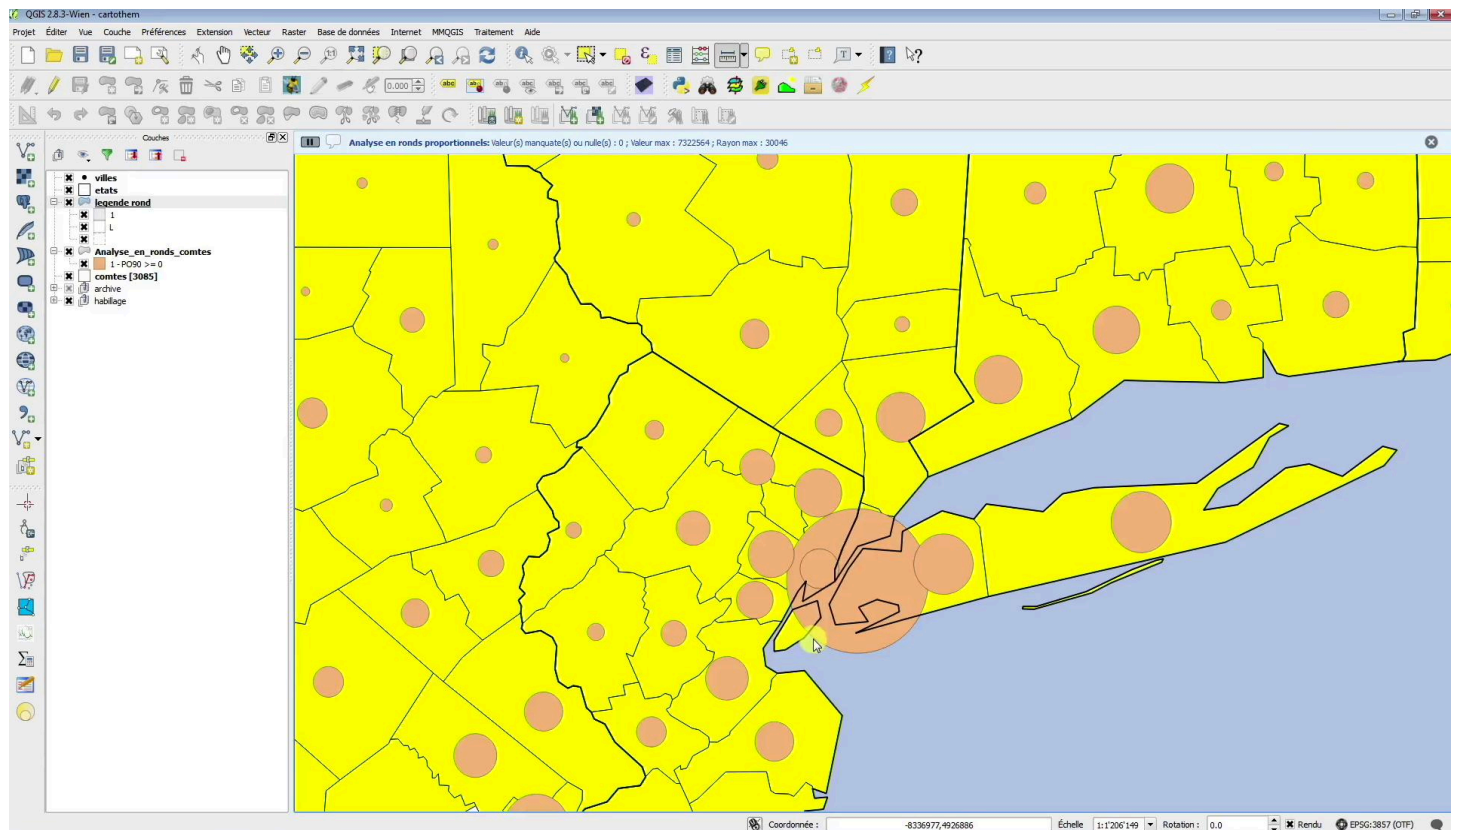 QGIS 2.8.3-Wien - cartothem
Projet Éditer Vue Couche Préférences Extension Vecteur Raster Base de données Internet MMQGIS Traitement Aide
0.000
Couches
Analyse en ronds proportionnels: Valeur(s) manquate(s) ou nulle(s) : 0 ; Valeur max : 7322564 ; Rayon max : 30046
villes
etats
legende rond
1
L
Analyse_en_ronds_comtes
1 - PO90 >= 0
comtes [3085]
archive
habillage
Coordonnée : -8336977,4926886 Échelle 1:1'206'149 Rotation : 0.0 Rendu EPSG:3857 (OTF)